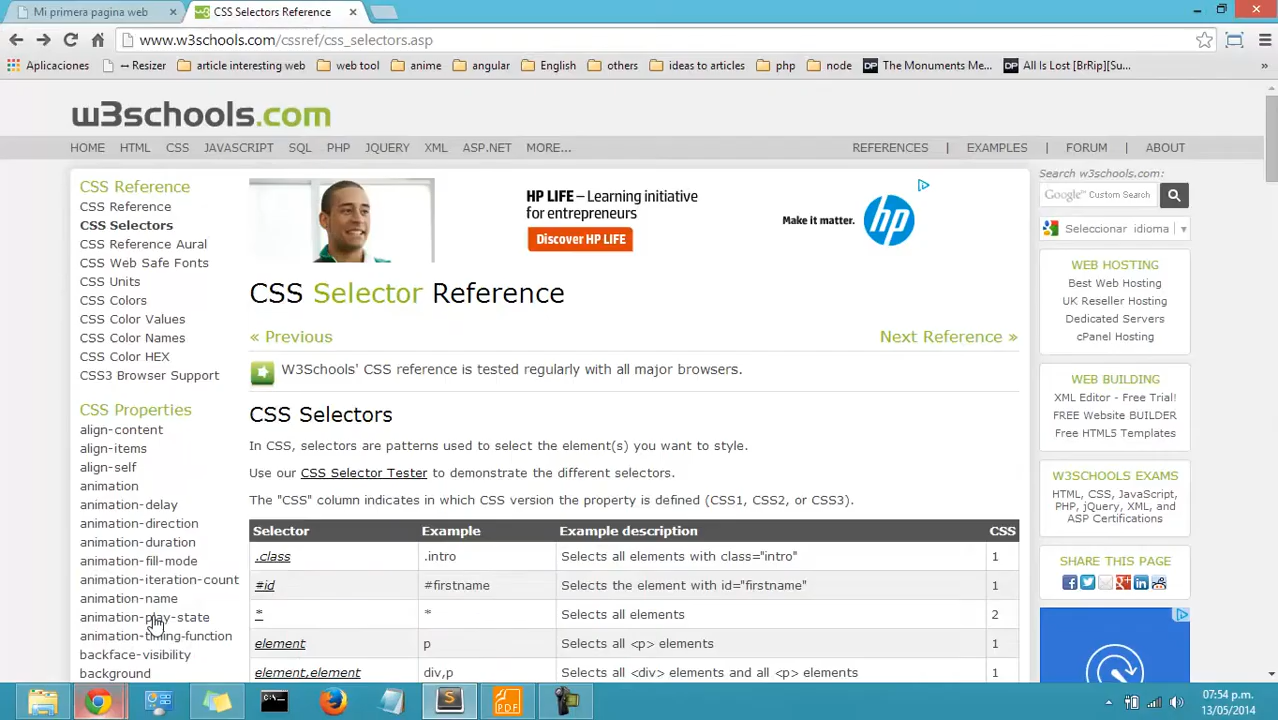 Mi primera pagina web
CSS Selectors Reference
www.w3schools.com/cssref/css_selectors.asp
Aplicaciones
Resizer
article interesting web
web tool
anime
angular
English
others
ideas to articles
php
node
The Monuments Me...
All Is Lost [BrRip][Su...
w3schools.com
HOME HTML CSS JAVASCRIPT SQL PHP JQUERY XML ASP.NET MORE...
REFERENCES | EXAMPLES | FORUM | ABOUT
CSS Reference
CSS Reference
CSS Selectors
CSS Reference Aural
CSS Web Safe Fonts
CSS Units
CSS Colors
CSS Color Values
CSS Color Names
CSS Color HEX
CSS3 Browser Support
CSS Properties
align-content
align-items
align-self
animation
animation-delay
animation-direction
animation-duration
animation-fill-mode
animation-iteration-count
animation-name
animation-play-state
animation-timing-function
backface-visibility
background
HP LIFE – Learning initiative
for entrepreneurs
Discover HP LIFE
Make it matter.
hp
CSS Selector Reference
« Previous
Next Reference »
W3Schools' CSS reference is tested regularly with all major browsers.
CSS Selectors
In CSS, selectors are patterns used to select the element(s) you want to style.
Use our CSS Selector Tester to demonstrate the different selectors.
The "CSS" column indicates in which CSS version the property is defined (CSS1, CSS2, or CSS3).
Selector Example Example description CSS
.class .intro Selects all elements with class="intro" 1
#id #firstname Selects the element with id="firstname" 1
* * Selects all elements 2
element p Selects all <p> elements 1
element,element div,p Selects all <div> elements and all <p> elements 1
Search w3schools.com:
Google™ Custom Search
Seleccionar idioma
WEB HOSTING
Best Web Hosting
UK Reseller Hosting
Dedicated Servers
cPanel Hosting
WEB BUILDING
XML Editor - Free Trial!
FREE Website BUILDER
Free HTML5 Templates
W3SCHOOLS EXAMS
HTML, CSS, JavaScript,
PHP, jQuery, XML, and
ASP Certifications
SHARE THIS PAGE
07:54 p.m.
13/05/2014